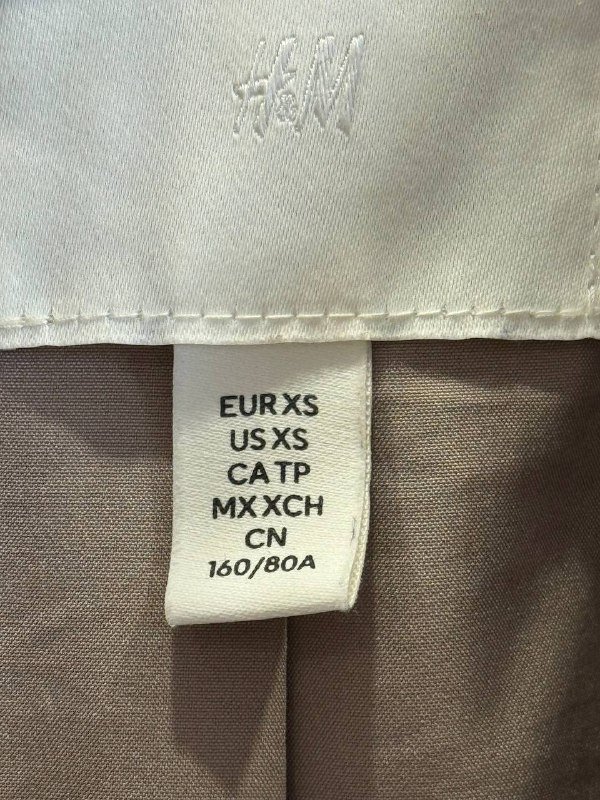 H&M
EUR XS
US XS
CA TP
MX XCH
CN
160/80A